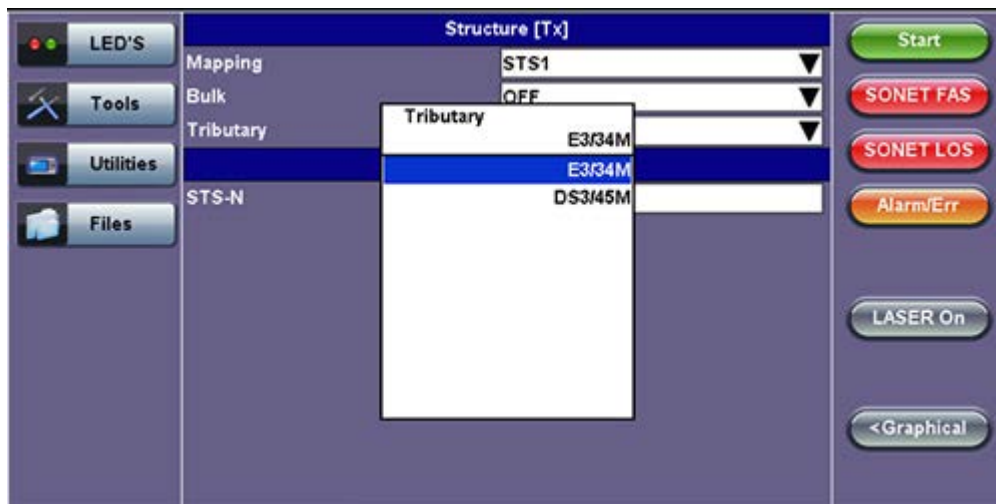 LED'S
Tools
Utilities
Files
Structure [Tx]
Mapping
STS1
Bulk
OFF
Tributary
Tributary
E3/34M
E3/34M
DS3/45M
STS-N
Start
SONET FAS
SONET LOS
Alarm/Err
LASER On
<Graphical